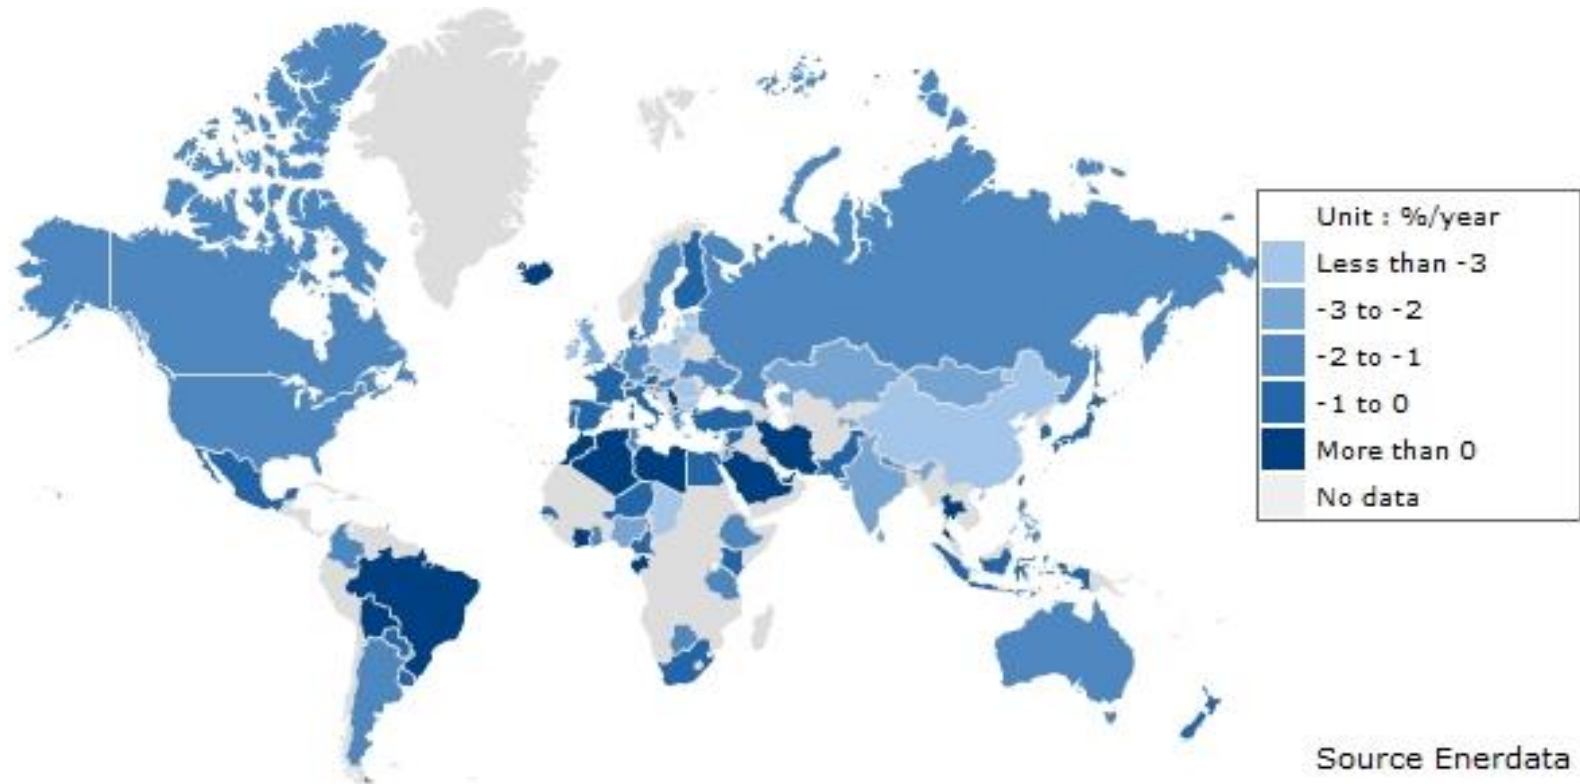 Unit : %/year
Less than -3
-3 to -2
-2 to -1
-1 to 0
More than 0
No data
Source Enerdata